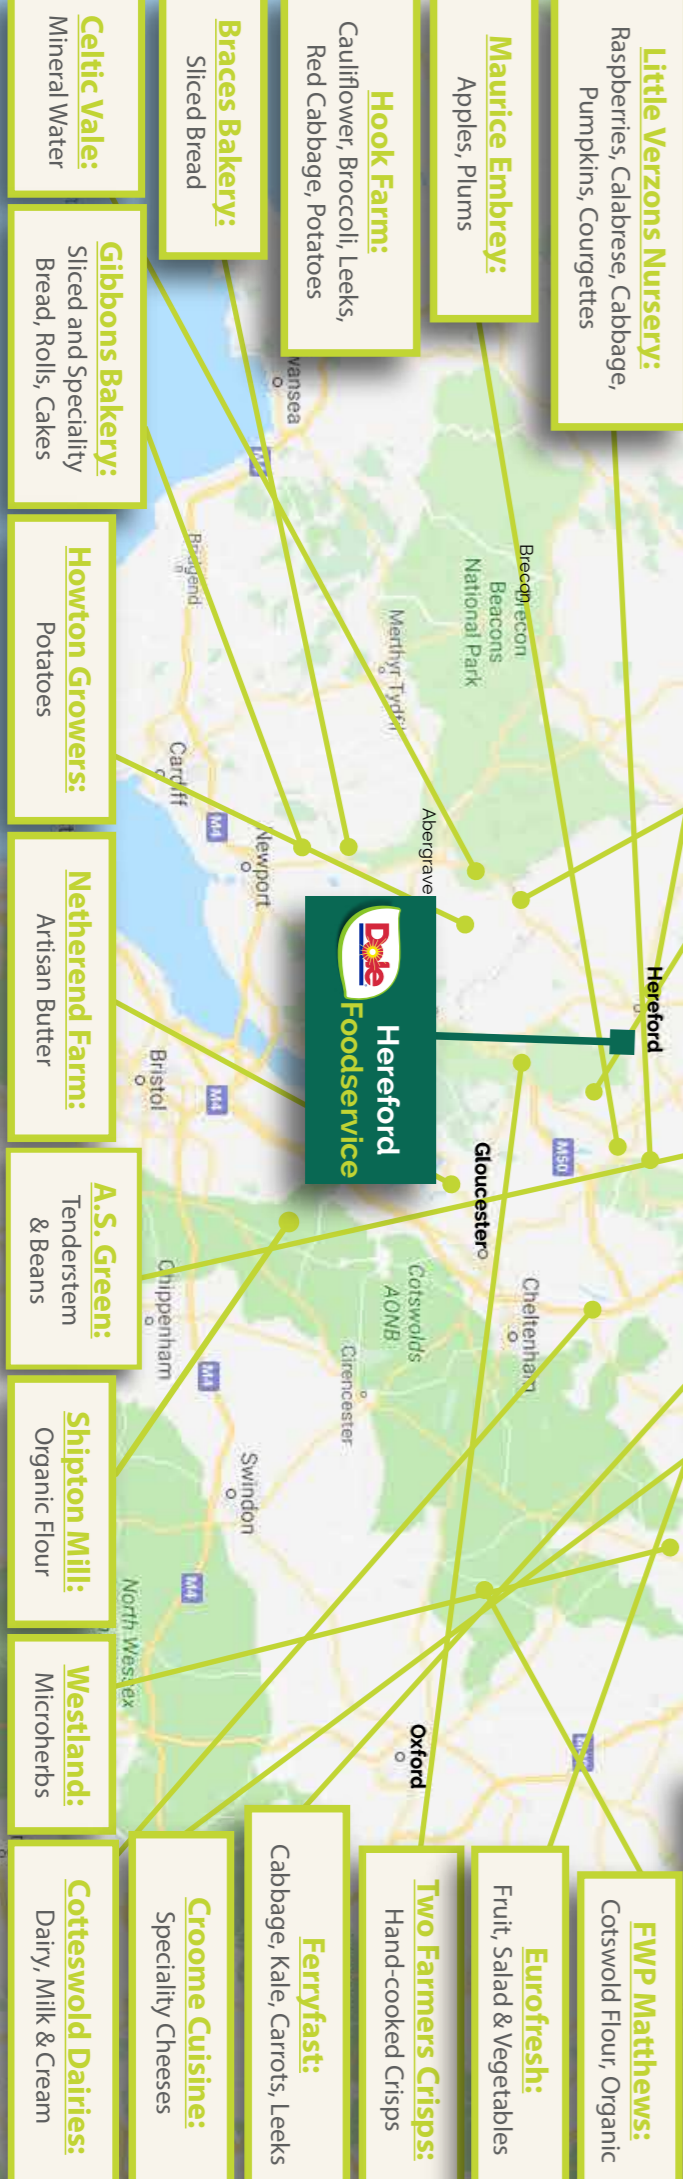 Little Verzons Nursery:
Raspberries, Calabrese, Cabbage,
Pumpkins, Courgettes
Maurice Embrey:
Apples, Plums
Hook Farm:
Cauliflower, Broccoli, Leeks,
Red Cabbage, Potatoes
Braces Bakery:
Sliced Bread
Celtic Vale:
Mineral Water
Gibbons Bakery:
Sliced and Speciality
Bread, Rolls, Cakes
Howton Growers:
Potatoes
Netherend Farm:
Artisan Butter
A.S. Green:
Tenderstem
& Beans
Shipton Mill:
Organic Flour
Westland:
Microherbs
Cotteswold Dairies:
Dairy, Milk & Cream
Croome Cuisine:
Speciality Cheeses
Ferryfast:
Cabbage, Kale, Carrots, Leeks
Two Farmers Crisps:
Hand-cooked Crisps
Eurofresh:
Fruit, Salad & Vegetables
FWP Matthews:
Cotswold Flour, Organic
Hereford
Dole
Hereford
Foodservice
Brecon
Brecon
Beacons
National Park
Merthyr Tydfil
vansea
Bridgend
Cardiff
M4
Newport
Abergrave
Gloucester
M50
Cheltenham
Cotswolds
AONB
Cirencester
Bristol
M4
Chippenham
M4
Swindon
M4
North Wessex
Oxford